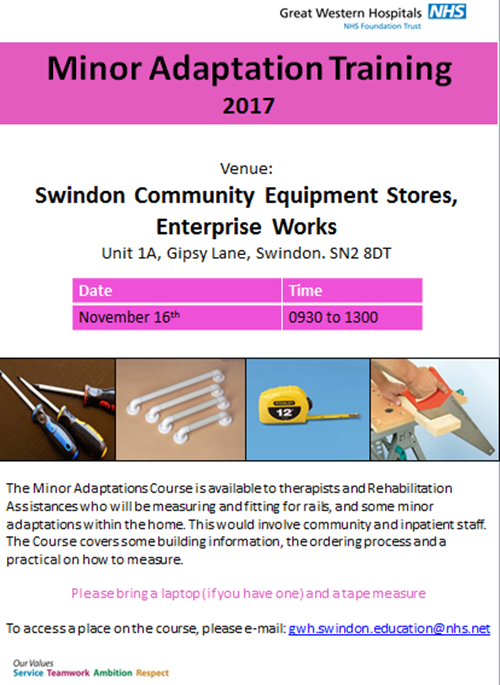 Great Western Hospitals NHS
NHS Foundation Trust
Minor Adaptation Training
2017
Venue:
Swindon Community Equipment Stores,
Enterprise Works
Unit 1A, Gipsy Lane, Swindon. SN2 8DT
Date Time
November 16th 0930 to 1300
STANLEY
12'
The Minor Adaptations Course is available to therapists and Rehabilitation
Assistances who will be measuring and fitting for rails, and some minor
adaptations within the home. This would involve community and inpatient staff.
The Course covers some building information, the ordering process and a
practical on how to measure.
Please bring a laptop (if you have one) and a tape measure
To access a place on the course, please e-mail: gwh.swindon.education@nhs.net
Our Values
Service Teamwork Ambition Respect